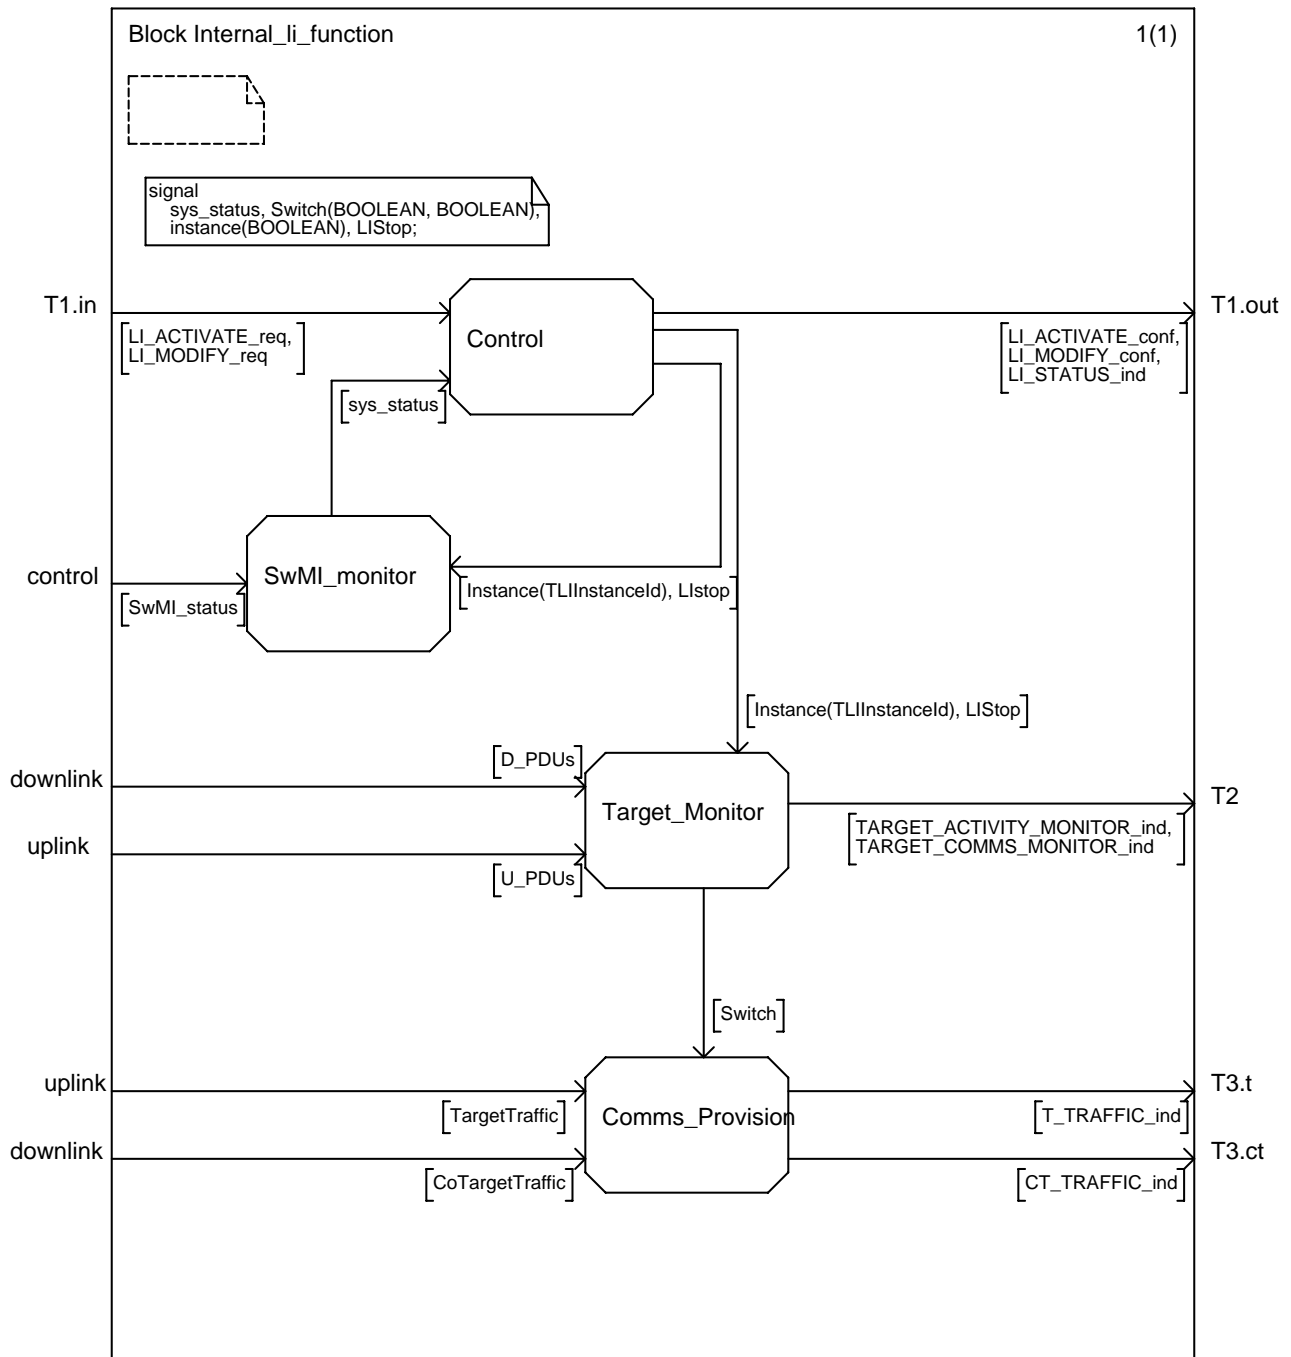 Block Internal_li_function
1(1)
signal
sys_status, Switch(BOOLEAN, BOOLEAN),
instance(BOOLEAN), LIStop;
T1.in
T1.out
[LI_ACTIVATE_req,
LI_MODIFY_req]
Control
[LI_ACTIVATE_conf,
LI_MODIFY_conf,
LI_STATUS_ind]
[sys_status]
control
SwMI_monitor
[SwMI_status]
[Instance(TLIInstanceId), LIstop]
[Instance(TLIInstanceId), LIStop]
[D_PDUs]
downlink
Target_Monitor
T2
uplink
[TARGET_ACTIVITY_MONITOR_ind,
TARGET_COMMS_MONITOR_ind]
[U_PDUs]
[Switch]
uplink
T3.t
[TargetTraffic]
Comms_Provision
[T_TRAFFIC_ind]
downlink
T3.ct
[CoTargetTraffic]
[CT_TRAFFIC_ind]